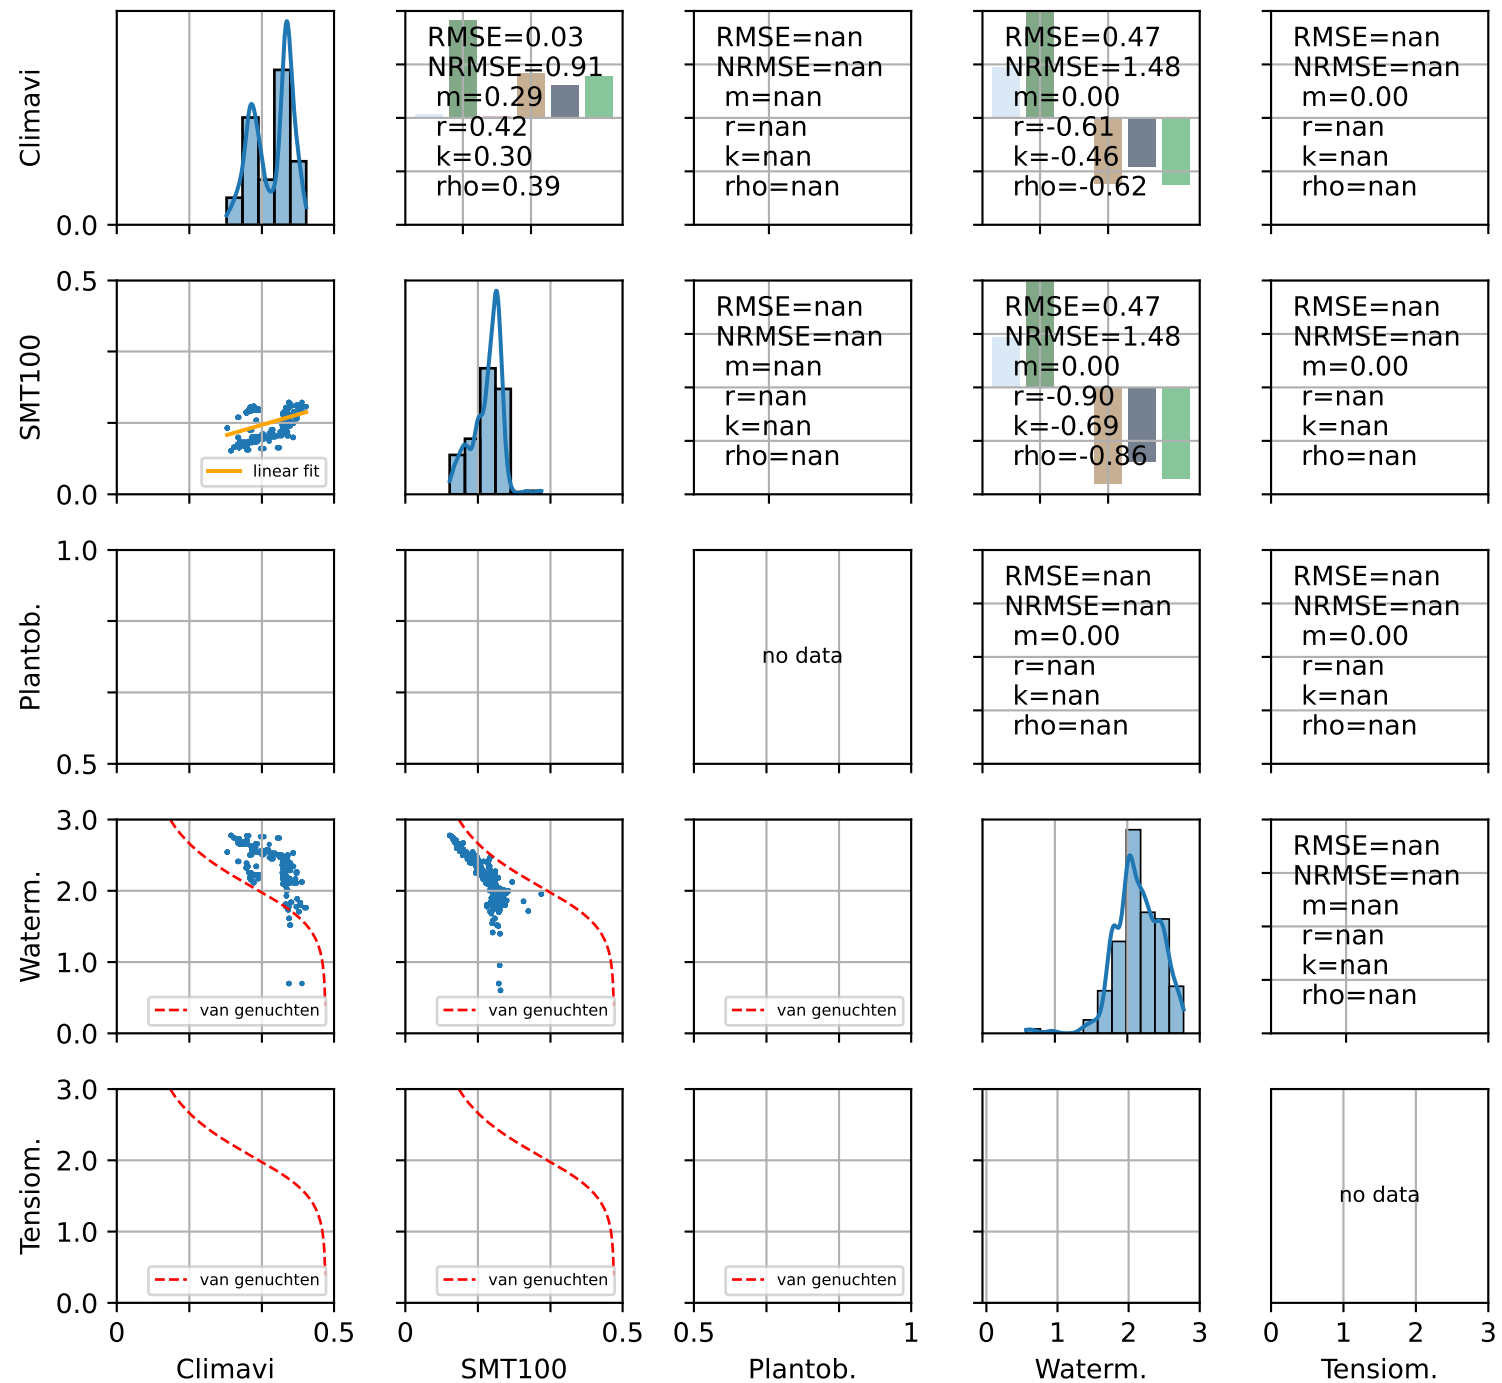 Climavi
0.0
RMSE=0.03
NRMSE=0.91
m=0.29
r=0.42
k=0.30
rho=0.39
RMSE=nan
NRMSE=nan
m=nan
r=nan
k=nan
rho=nan
RMSE=0.47
NRMSE=1.48
m=0.00
r=-0.61
k=-0.46
rho=-0.62
RMSE=nan
NRMSE=nan
m=0.00
r=nan
k=nan
rho=nan
SMT100
0.5
0.0
linear fit
RMSE=nan
NRMSE=nan
m=nan
r=nan
k=nan
rho=nan
RMSE=0.47
NRMSE=1.48
m=0.00
r=-0.90
k=-0.69
rho=-0.86
RMSE=nan
NRMSE=nan
m=0.00
r=nan
k=nan
rho=nan
Plantob.
1.0
0.5
no data
RMSE=nan
NRMSE=nan
m=0.00
r=nan
k=nan
rho=nan
RMSE=nan
NRMSE=nan
m=0.00
r=nan
k=nan
rho=nan
Waterm.
3.0
2.0
1.0
0.0
van genuchten
van genuchten
van genuchten
RMSE=nan
NRMSE=nan
m=nan
r=nan
k=nan
rho=nan
Tensiom.
3.0
2.0
1.0
0.0
van genuchten
van genuchten
van genuchten
no data
0 0.5
0 0.5
0.5 1
0 1 2 3
0 1 2 3
Climavi
SMT100
Plantob.
Waterm.
Tensiom.